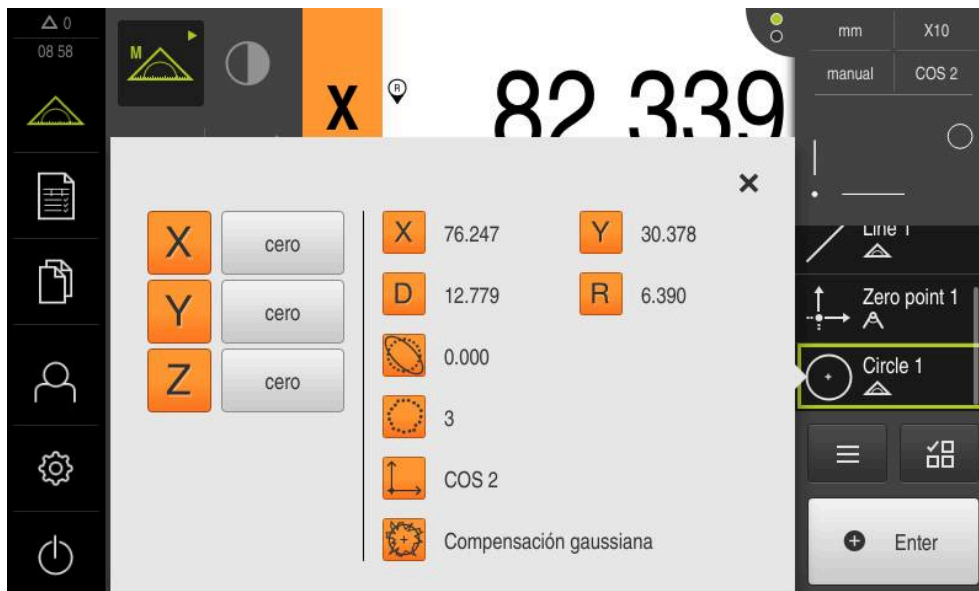 0
08 58
M
X
R
82.339
mm
X10
manual
COS 2
X
cero
Y
cero
Z
cero
X
76.247
Y
30.378
D
12.779
R
6.390
0.000
3
COS 2
Compensación gaussiana
Line 1
Zero point 1
Circle 1
Enter